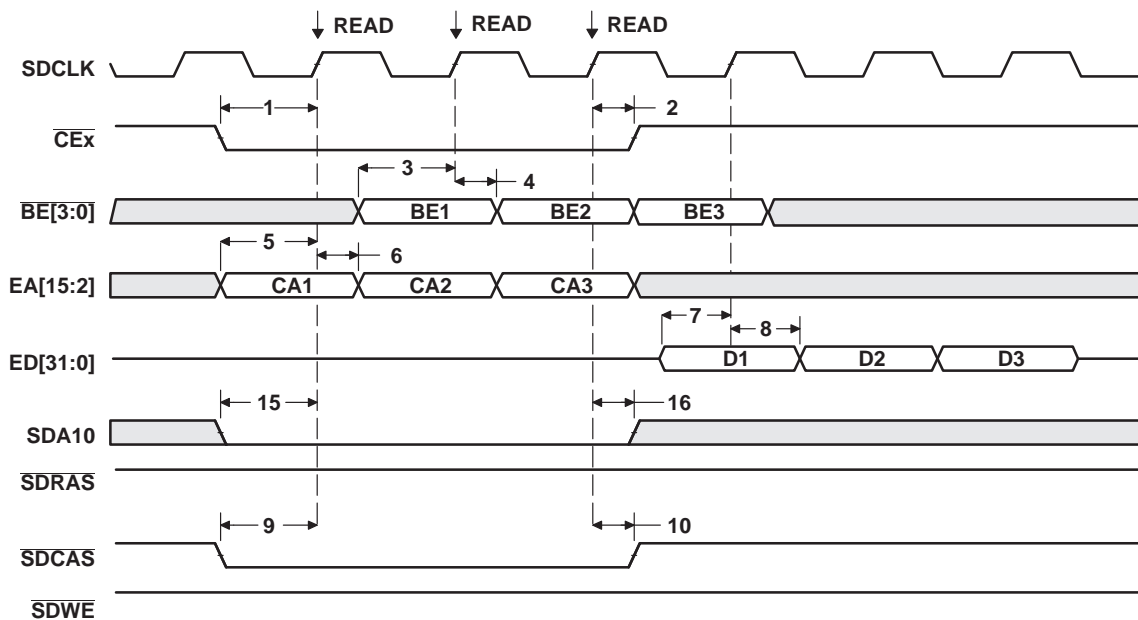 READ READ READ
SDCLK
1 2
CEx
3 4
BE[3:0] BE1 BE2 BE3
5 6
EA[15:2] CA1 CA2 CA3
7 8
ED[31:0] D1 D2 D3
15 16
SDA10
SDRAS
9 10
SDCAS
SDWE